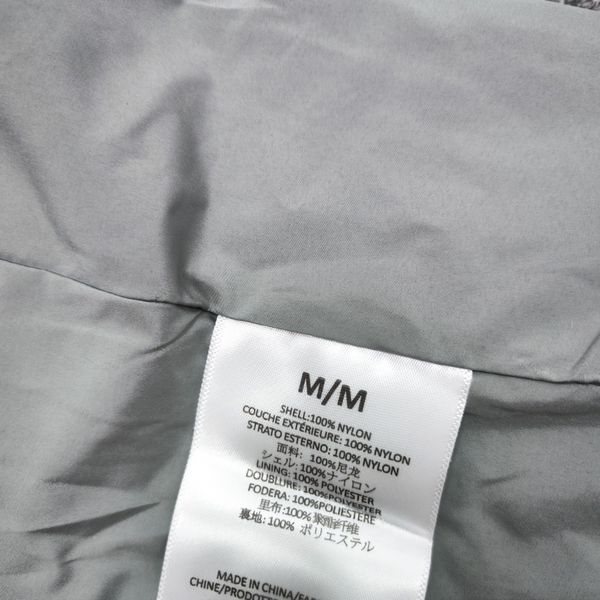 M/M
SHELL:100% NYLON
COUCHE EXTÉRIEURE: 100% NYLON
STRATO ESTERNO: 100% NYLON
面料: 100%尼龙
シェル:100%ナイロン
LINING: 100% POLYESTER
DOUBLURE: 100% POLYESTER
FODERA: 100%POLIESTERE
里布:100% 聚酯纤维
裏地:100% ポリエステル
MADE IN CHINA/
CHINE/PRODOTTO